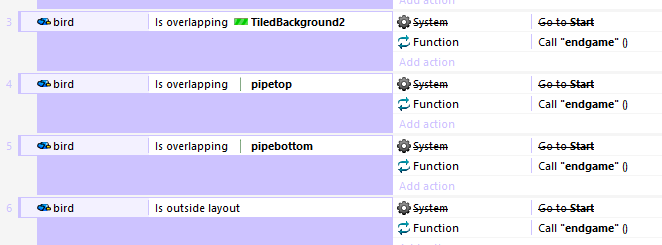 System Go to Start
3 bird Is overlapping TiledBackground2
Function Call "endgame" ()
Add action
4 bird Is overlapping pipetop System Go to Start
Function Call "endgame" ()
Add action
5 bird Is overlapping pipebottom System Go to Start
Function Call "endgame" ()
Add action
6 bird Is outside layout System Go to Start
Function Call "endgame" ()